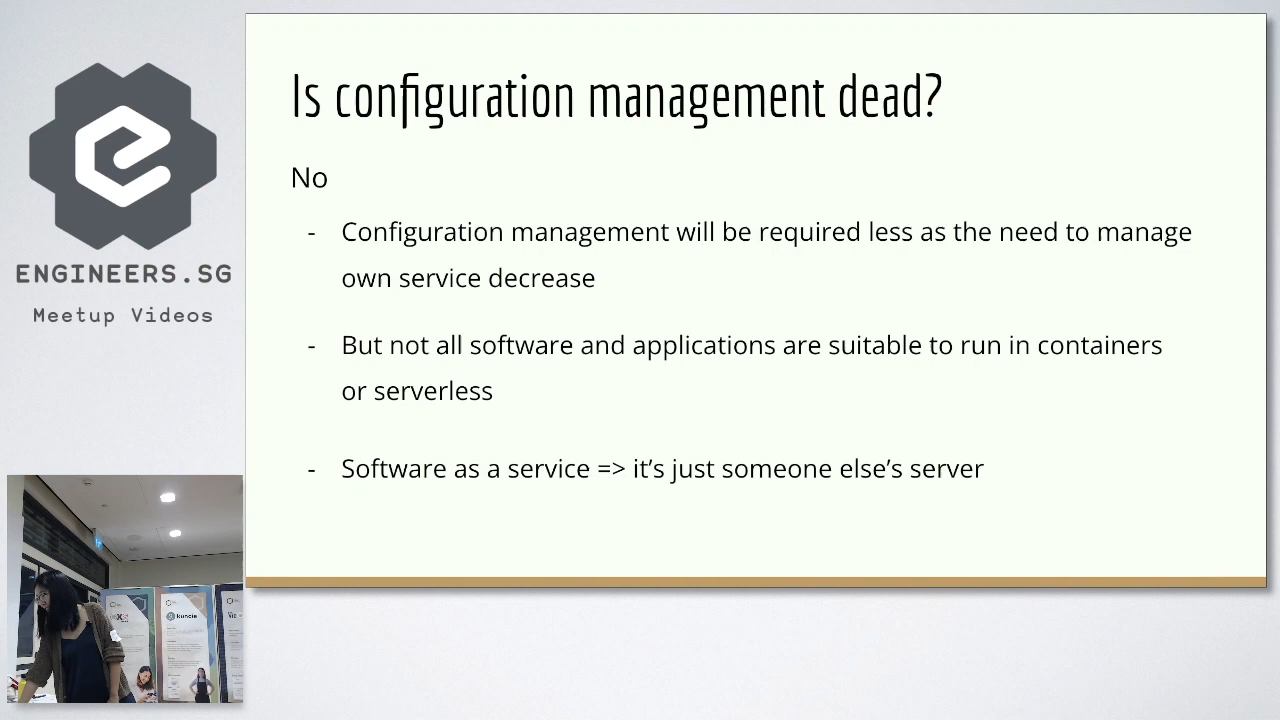 Is configuration management dead?
No
- Configuration management will be required less as the need to manage
own service decrease
- But not all software and applications are suitable to run in containers
or serverless
- Software as a service => it’s just someone else’s server
ENGINEERS.SG
Meetup Videos
kuncie